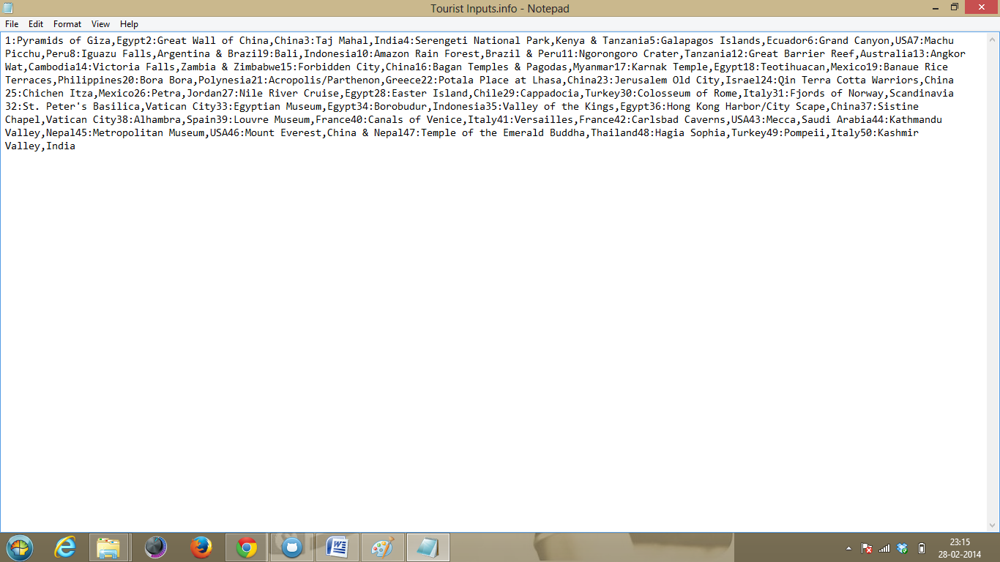 Tourist Inputs.info - Notepad
File Edit Format View Help
1:Pyramids of Giza,Egypt2:Great Wall of China,China3:Taj Mahal,India4:Serengeti National Park,Kenya & Tanzania5:Galapagos Islands,Ecuador6:Grand Canyon,USA7:Machu
Picchu,Peru8:Iguazu Falls,Argentina & Brazil9:Bali,Indonesia10:Amazon Rain Forest,Brazil & Peru11:Ngorongoro Crater,Tanzania12:Great Barrier Reef,Australia13:Angkor
Wat,Cambodia14:Victoria Falls,Zambia & Zimbabwe15:Forbidden City,China16:Bagan Temples & Pagodas,Myanmar17:Karnak Temple,Egypt18:Teotihuacan,Mexico19:Banaue Rice
Terraces,Philippines20:Bora Bora,Polynesia21:Acropolis/Parthenon,Greece22:Potala Place at Lhasa,China23:Jerusalem Old City,Israel24:Qin Terra Cotta Warriors,China
25:Chichen Itza,Mexico26:Petra,Jordan27:Nile River Cruise,Egypt28:Easter Island,Chile29:Cappadocia,Turkey30:Colosseum of Rome,Italy31:Fjords of Norway,Scandinavia
32:St. Peter's Basilica,Vatican City33:Egyptian Museum,Egypt34:Borobudur,Indonesia35:Valley of the Kings,Egypt36:Hong Kong Harbor/City Scape,China37:Sistine
Chapel,Vatican City38:Alhambra,Spain39:Louvre Museum,France40:Canals of Venice,Italy41:Versailles,France42:Carlsbad Caverns,USA43:Mecca,Saudi Arabia44:Kathmandu
Valley,Nepal45:Metropolitan Museum,USA46:Mount Everest,China & Nepal47:Temple of the Emerald Buddha,Thailand48:Hagia Sophia,Turkey49:Pompeii,Italy50:Kashmir
Valley,India
23:15
28-02-2014